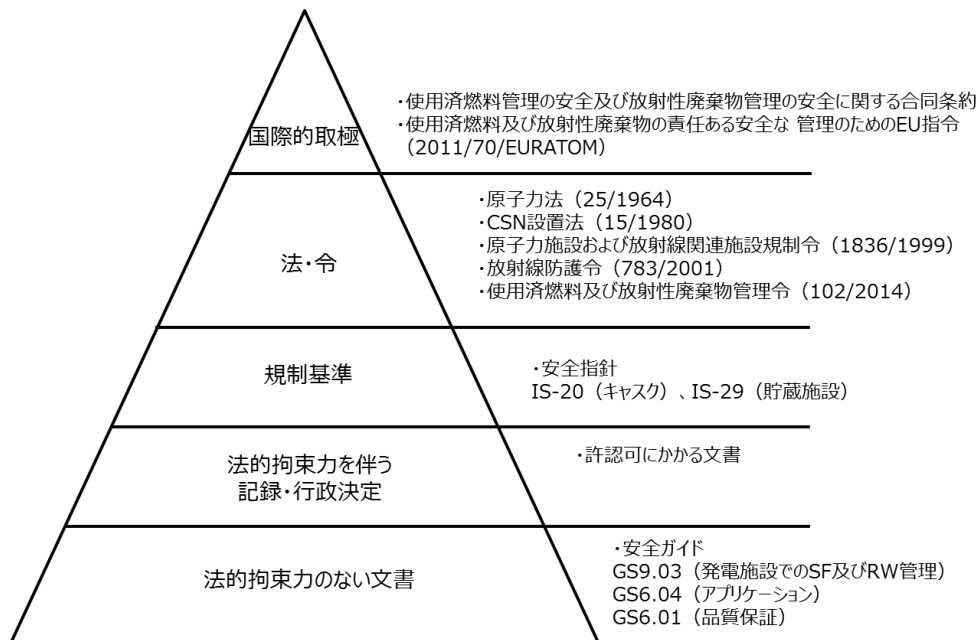 国際的取極
・使用済燃料管理の安全及び放射性廃棄物管理の安全に関する合同条約
・使用済燃料及び放射性廃棄物の責任ある安全な 管理のためのEU指令
（2011/70/EURATOM）
法・令
・原子力法（25/1964）
・CSN設置法（15/1980）
・原子力施設および放射線関連施設規制令（1836/1999）
・放射線防護令（783/2001）
・使用済燃料及び放射性廃棄物管理令（102/2014）
規制基準
・安全指針
IS-20（キャスク）、IS-29（貯蔵施設）
法的拘束力を伴う
記録・行政決定
・許認可にかかる文書
法的拘束力のない文書
・安全ガイド
GS9.03（発電施設でのSF及びRW管理）
GS6.04（アプリケーション）
GS6.01（品質保証）